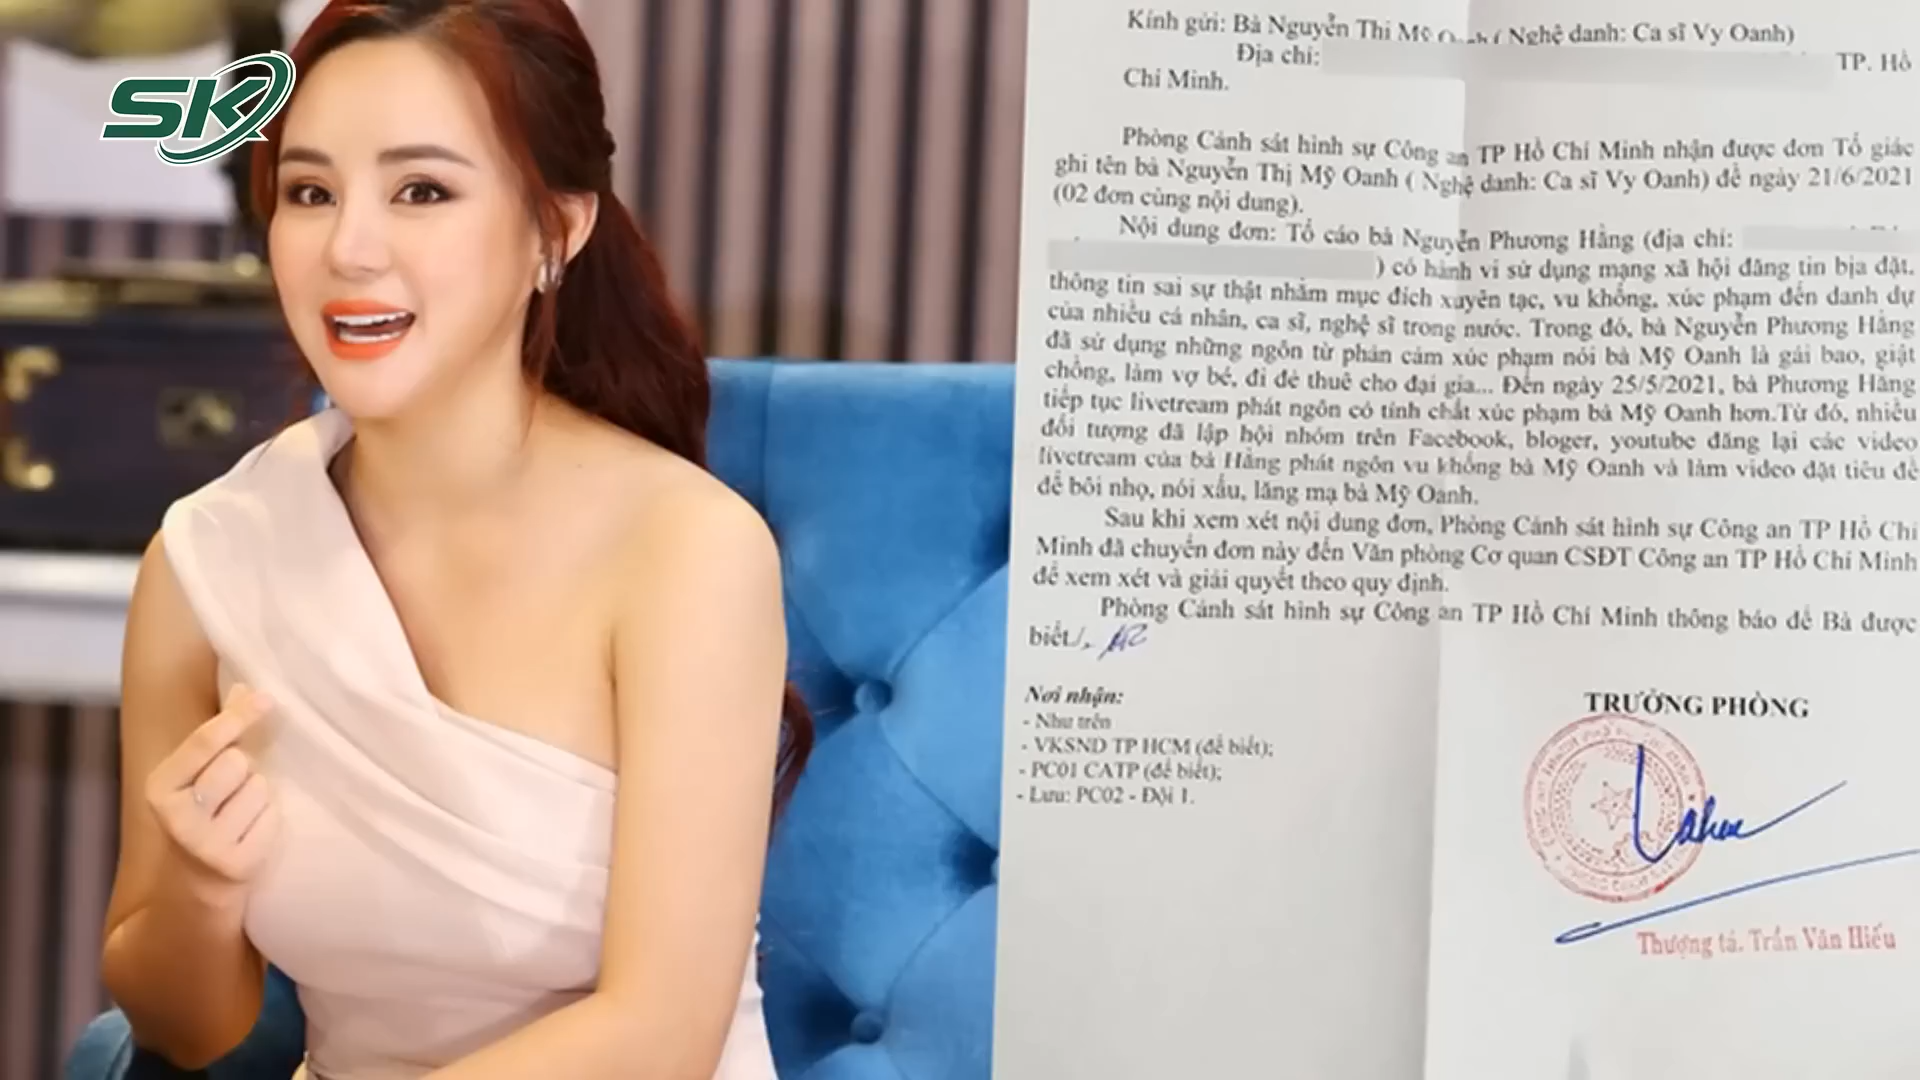 SK
Kính gửi: Bà Nguyễn Thị Mỹ Oanh ( Nghệ danh: Ca sĩ Vy Oanh)
Địa chỉ: TP. Hồ
Chí Minh.
Phòng Cảnh sát hình sự Công an TP Hồ Chí Minh nhận được đơn Tố giác
ghi tên bà Nguyễn Thị Mỹ Oanh ( Nghệ danh: Ca sĩ Vy Oanh) đề ngày 21/6/2021
(02 đơn cùng nội dung).
Nội dung đơn: Tố cáo bà Nguyễn Phương Hằng (địa chỉ:
) có hành vi sử dụng mạng xã hội đăng tin bịa đặt,
thông tin sai sự thật nhằm mục đích xuyên tạc, vu khống, xúc phạm đến danh dự
của nhiều cá nhân, ca sĩ, nghệ sĩ trong nước. Trong đó, bà Nguyễn Phương Hằng
đã sử dụng những ngôn từ phản cảm xúc phạm nói bà Mỹ Oanh là gái bao, giật
chồng, làm vợ bé, đi đẻ thuê cho đại gia... Đến ngày 25/5/2021, bà Phương Hằng
tiếp tục livetream phát ngôn có tính chất xúc phạm bà Mỹ Oanh hơn.Từ đó, nhiều
đối tượng đã lập hội nhóm trên Facebook, bloger, youtube đăng lại các video
livetream của bà Hằng phát ngôn vu khống bà Mỹ Oanh và làm video đặt tiêu đề
để bôi nhọ, nói xấu, lăng mạ bà Mỹ Oanh.
Sau khi xem xét nội dung đơn, Phòng Cảnh sát hình sự Công an TP Hồ Chí
Minh đã chuyển đơn này đến Văn phòng Cơ quan CSĐT Công an TP Hồ Chí Minh
để xem xét và giải quyết theo quy định.
Phòng Cảnh sát hình sự Công an TP Hồ Chí Minh thông báo để Bà được
biết./.
Nơi nhận:
- Như trên
- VKSND TP HCM (để biết);
- PC01 CATP (để biết);
- Lưu: PC02 - Đội 1.
TRƯỞNG PHÒNG
Thượng tá. Trần Văn Hiếu